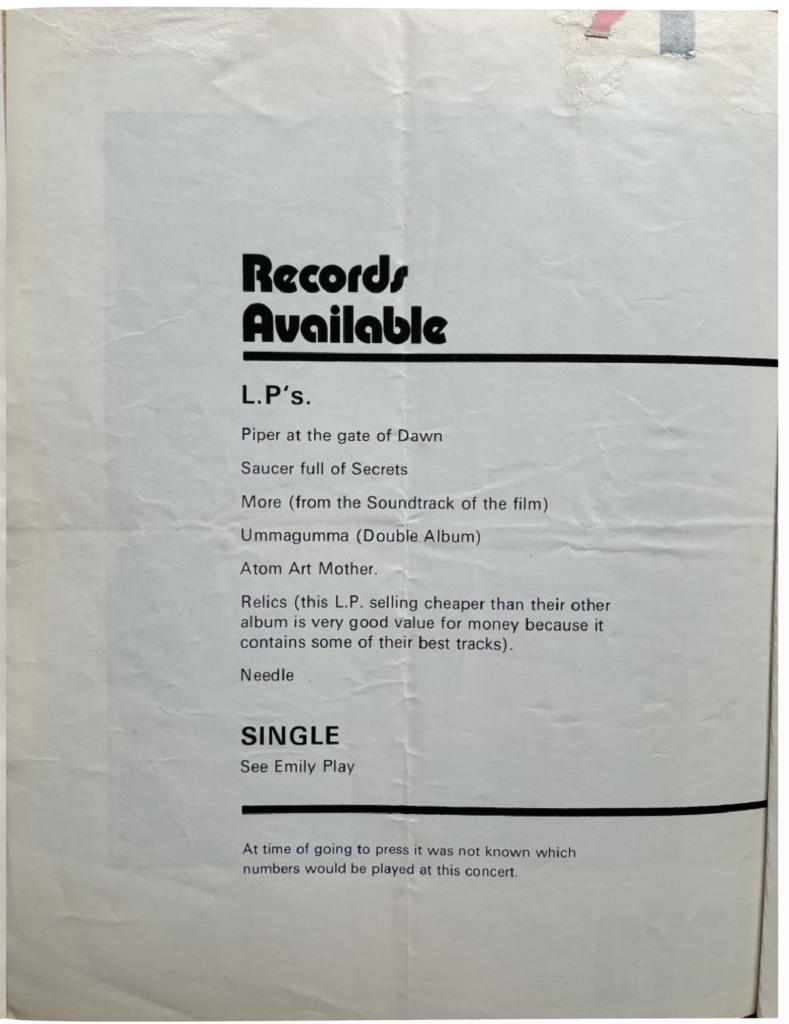 Records
Available
L.P's.
Piper at the gate of Dawn
Saucer full of Secrets
More (from the Soundtrack of the film)
Ummagumma (Double Album)
Atom Art Mother.
Relics (this L.P. selling cheaper than their other
album is very good value for money because it
contains some of their best tracks).
Needle
SINGLE
See Emily Play
At time of going to press it was not known which
numbers would be played at this concert.